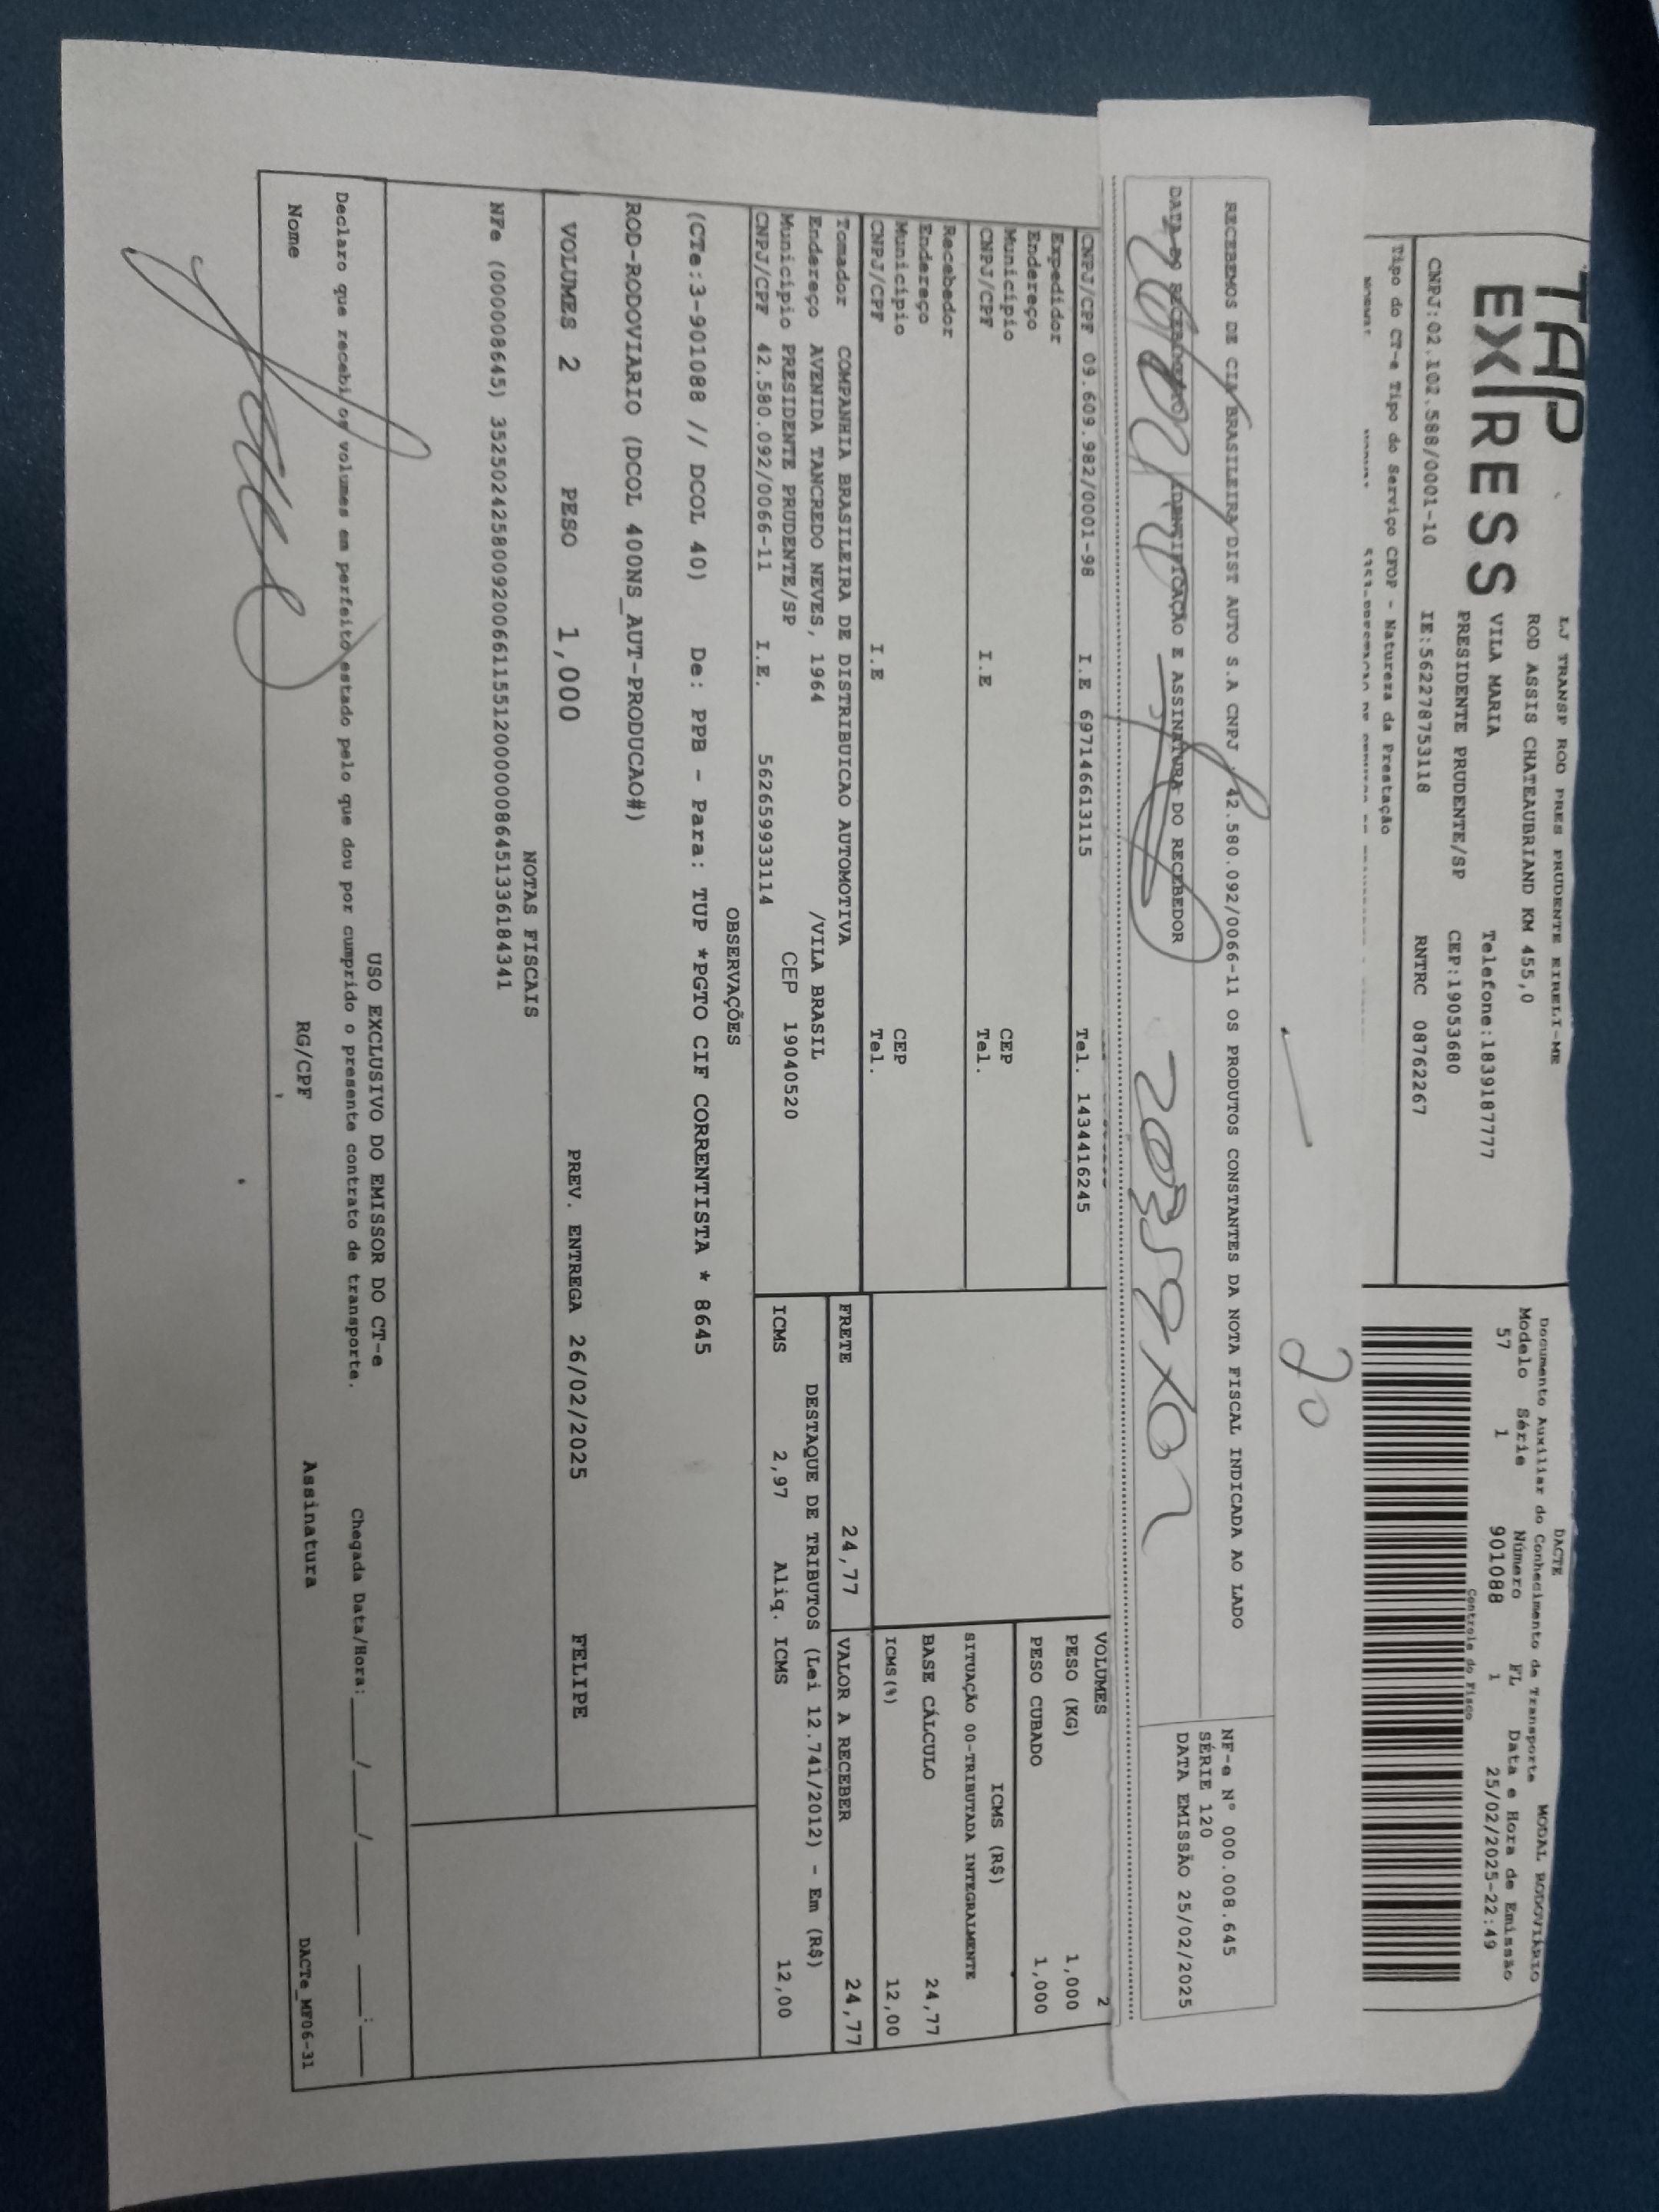 TAP
EXPRESS
LJ TRANSP ROD PRES PRUDENTE EIRELI-ME
ROD ASSIS CHATEAUBRIAND KM 455,0
VILA MARIA Telefone:1839187777
PRESIDENTE PRUDENTE/SP CEP:19053680
CNPJ:02.102.588/0001-10 IE:562278753118 RNTRC 08762267
Tipo do CT-e Tipo do Serviço CFOP - Natureza da Prestação
DACTE MODAL RODOVIÁRIO
Documento Auxiliar do Conhecimento de Transporte
Modelo Série Número FL Data e Hora de Emissão
57 1 901088 1 25/02/2025-22:49
Controle do Fisco
20
RECEBEMOS DE CIA BRASILEIRA DIST AUTO S.A CNPJ 42.580.092/0066-11 OS PRODUTOS CONSTANTES DA NOTA FISCAL INDICADA AO LADO
DATA DO RECEBIMENTO IDENTIFICAÇÃO E ASSINATURA DO RECEBEDOR
NF-e N° 000.008.645
SÉRIE 120
DATA EMISSÃO 25/02/2025
CNPJ/CPF 09.609.982/0001-98 I.E 697146613115 Tel. 1434416245
Expedidor
Endereço
Município CEP
CNPJ/CPF I.E Tel.
Recebedor
Endereço
Município CEP
CNPJ/CPF I.E Tel.
VOLUMES 2
PESO (KG) 1,000
PESO CUBADO 1,000
ICMS (R$)
SITUAÇÃO 00-TRIBUTADA INTEGRALMENTE
BASE CÁLCULO 24,77
ICMS(%) 12,00
Tomador COMPANHIA BRASILEIRA DE DISTRIBUICAO AUTOMOTIVA
Endereço AVENIDA TANCREDO NEVES, 1964 /VILA BRASIL
Município PRESIDENTE PRUDENTE/SP CEP 19040520
CNPJ/CPF 42.580.092/0066-11 I.E. 562659933114
FRETE 24,77 VALOR A RECEBER 24,77
DESTAQUE DE TRIBUTOS (Lei 12.741/2012) - Em (R$)
ICMS 2,97 Aliq. ICMS 12,00
OBSERVAÇÕES
(CTe:3-901088 // DCOL 40) De: PPB - Para: TUP *PGTO CIF CORRENTISTA * 8645
ROD-RODOVIARIO (DCOL 400NS_AUT-PRODUCAO#)
VOLUMES 2 PESO 1,000 PREV. ENTREGA 26/02/2025 FELIPE
NOTAS FISCAIS
NFe (000008645) 35250242580092006611551200000086451336184341
USO EXCLUSIVO DO EMISSOR DO CT-e
Declaro que recebi os volumes em perfeito estado pelo que dou por cumprido o presente contrato de transporte. Chegada Data/Hora:____/____/____ ___:___
Nome RG/CPF Assinatura DACTe_MF06-31